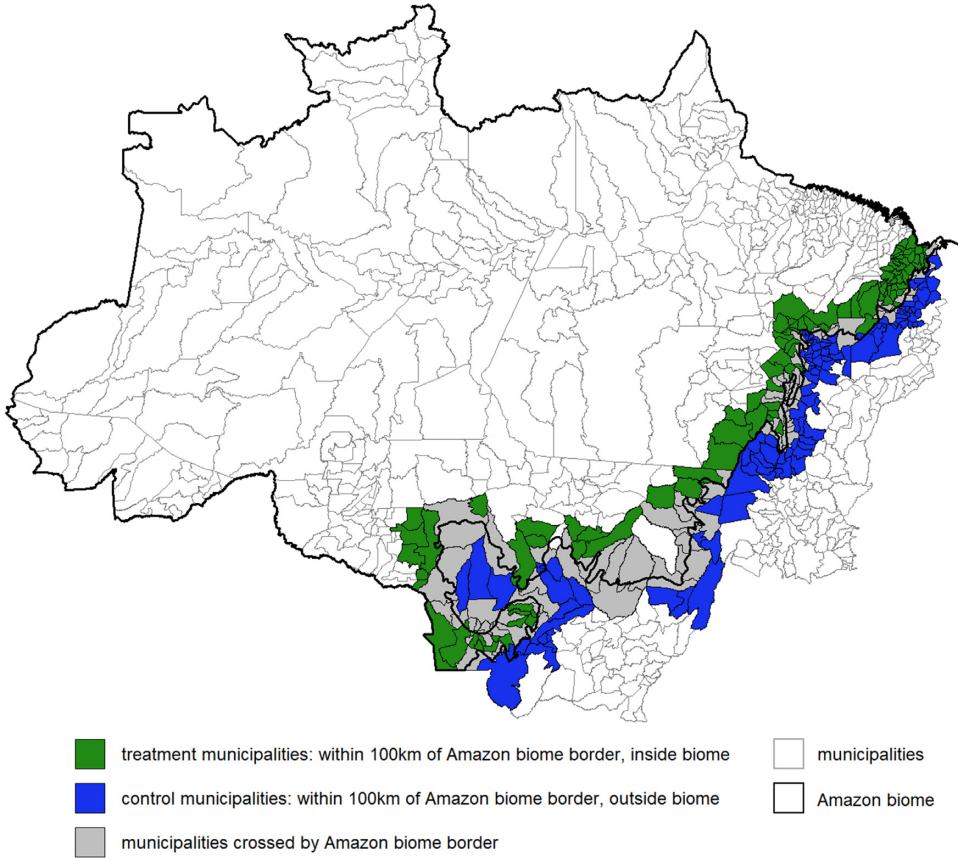 treatment municipalities: within 100km of Amazon biome border, inside biome
municipalities
control municipalities: within 100km of Amazon biome border, outside biome
Amazon biome
municipalities crossed by Amazon biome border